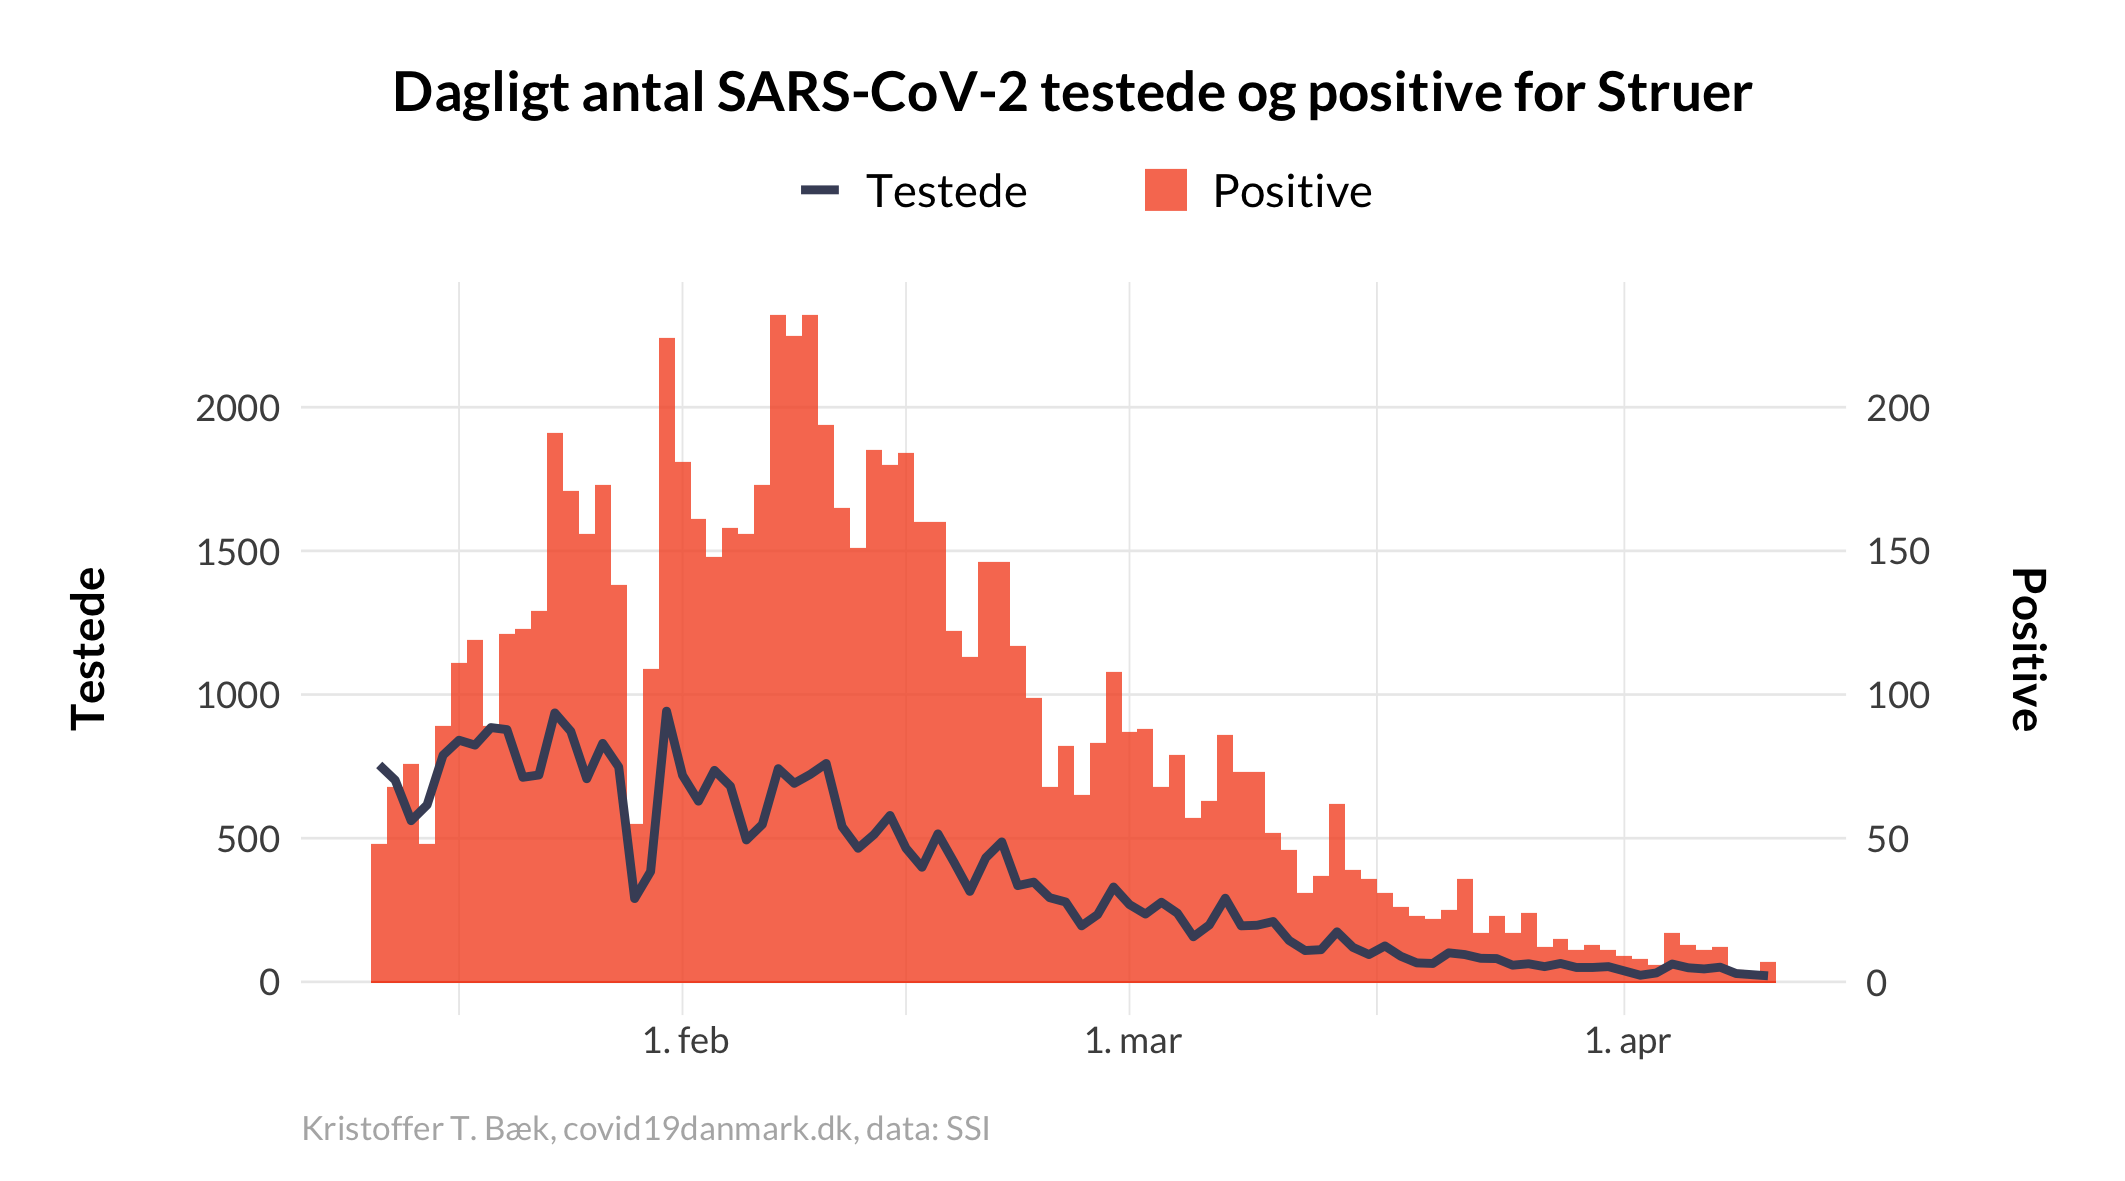 Dagligt antal SARS-CoV-2 testede og positive for Struer
Testede
Positive
2000
1500
1000
500
0
Testede
200
150
100
50
0
Positive
1. feb
1. mar
1. apr
Kristoffer T. Bæk, covid19danmark.dk, data: SSI